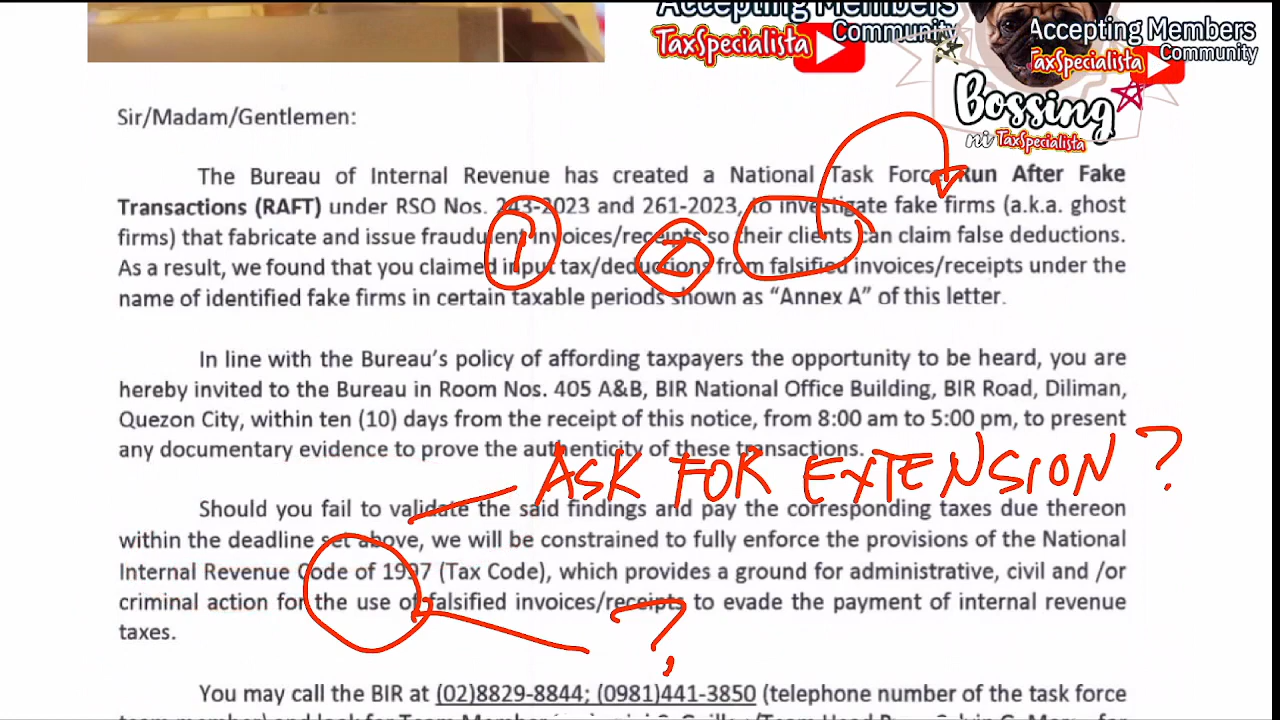 Accepting Members
Community
TaxSpecialista
Accepting Members
Community
TaxSpecialista
Bossing
ni TaxSpecialista
Sir/Madam/Gentlemen:
The Bureau of Internal Revenue has created a National Task Force Run After Fake
Transactions (RAFT) under RSO Nos. 243-2023 and 261-2023, to investigate fake firms (a.k.a. ghost
firms) that fabricate and issue fraudulent invoices/receipts so their clients can claim false deductions.
As a result, we found that you claimed input tax/deductions from falsified invoices/receipts under the
name of identified fake firms in certain taxable periods shown as “Annex A” of this letter.
1
2
In line with the Bureau’s policy of affording taxpayers the opportunity to be heard, you are
hereby invited to the Bureau in Room Nos. 405 A&B, BIR National Office Building, BIR Road, Diliman,
Quezon City, within ten (10) days from the receipt of this notice, from 8:00 am to 5:00 pm, to present
any documentary evidence to prove the authenticity of these transactions.
ASK FOR EXTENSION?
Should you fail to validate the said findings and pay the corresponding taxes due thereon
within the deadline set above, we will be constrained to fully enforce the provisions of the National
Internal Revenue Code of 1997 (Tax Code), which provides a ground for administrative, civil and /or
criminal action for the use of falsified invoices/receipts to evade the payment of internal revenue
taxes.
?
You may call the BIR at (02)8829-8844; (0981)441-3850 (telephone number of the task force